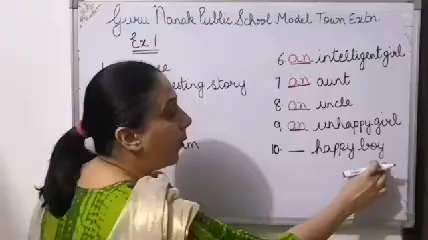 Guru Nanak Public School Model Town Extn.
Ex 1
6 an intelligent girl
7 an aunt
8 an uncle
9 an unhappy girl
10. _ happy boy
story